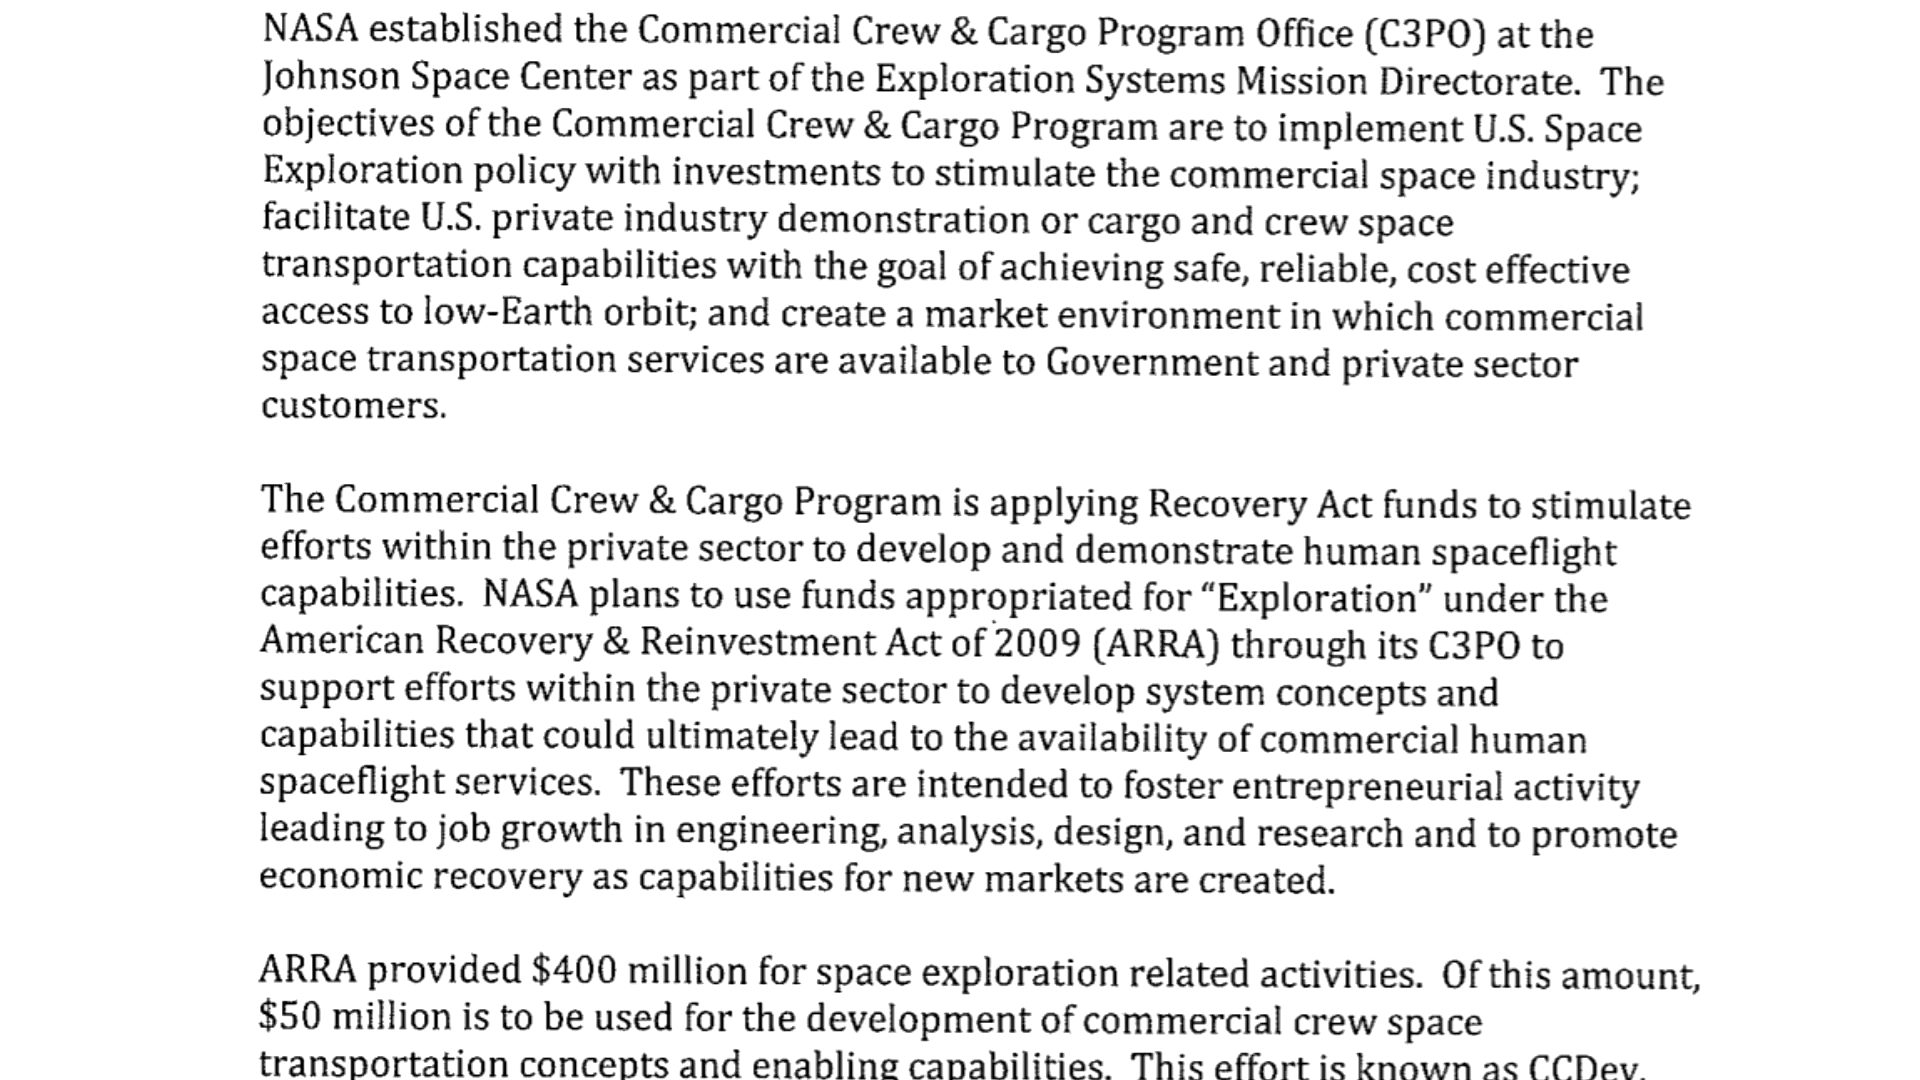 NASA established the Commercial Crew & Cargo Program Office (C3PO) at the
Johnson Space Center as part of the Exploration Systems Mission Directorate.  The
objectives of the Commercial Crew & Cargo Program are to implement U.S. Space
Exploration policy with investments to stimulate the commercial space industry;
facilitate U.S. private industry demonstration or cargo and crew space
transportation capabilities with the goal of achieving safe, reliable, cost effective
access to low-Earth orbit; and create a market environment in which commercial
space transportation services are available to Government and private sector
customers.
The Commercial Crew & Cargo Program is applying Recovery Act funds to stimulate
efforts within the private sector to develop and demonstrate human spaceflight
capabilities.  NASA plans to use funds appropriated for “Exploration” under the
American Recovery & Reinvestment Act of 2009 (ARRA) through its C3PO to
support efforts within the private sector to develop system concepts and
capabilities that could ultimately lead to the availability of commercial human
spaceflight services.  These efforts are intended to foster entrepreneurial activity
leading to job growth in engineering, analysis, design, and research and to promote
economic recovery as capabilities for new markets are created.
ARRA provided $400 million for space exploration related activities.  Of this amount,
$50 million is to be used for the development of commercial crew space
transportation concepts and enabling capabilities.  This effort is known as CCDev.